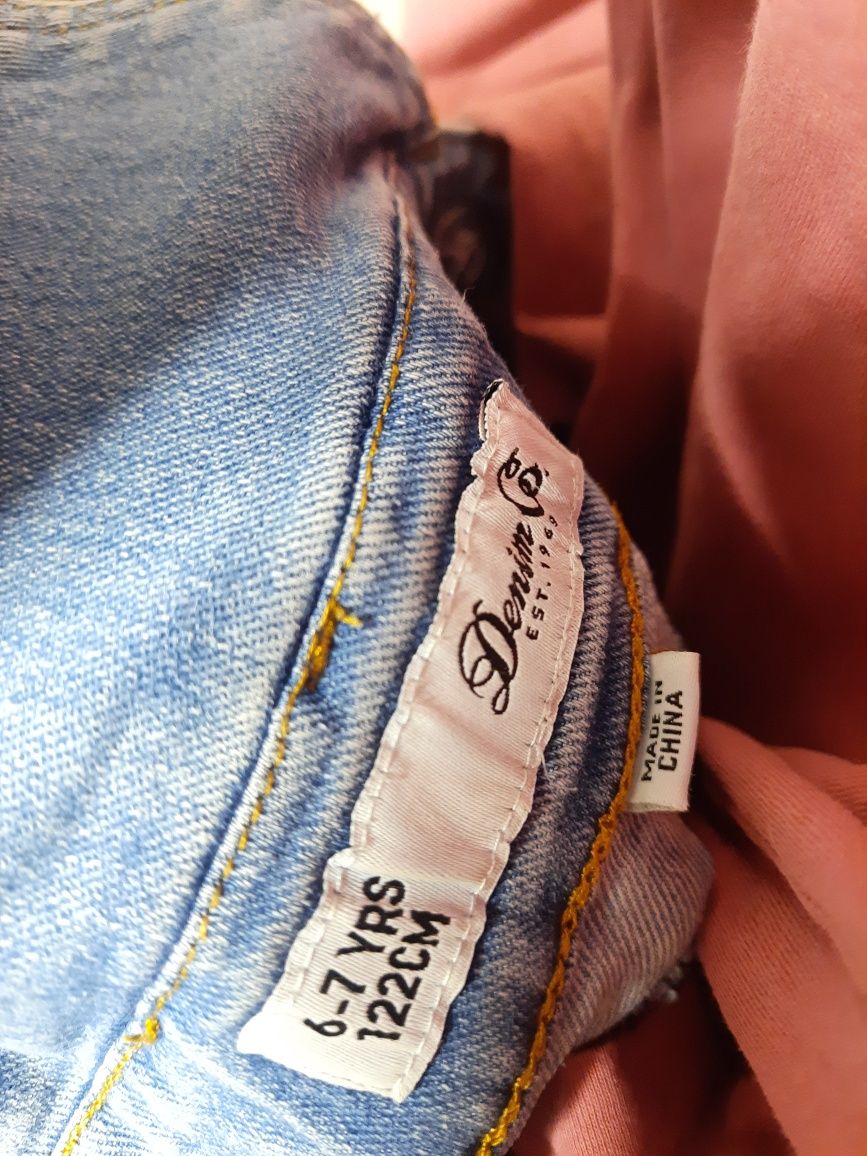 Denim Co.
EST. 1969
6-7 YRS
122CM
MADE IN
CHINA